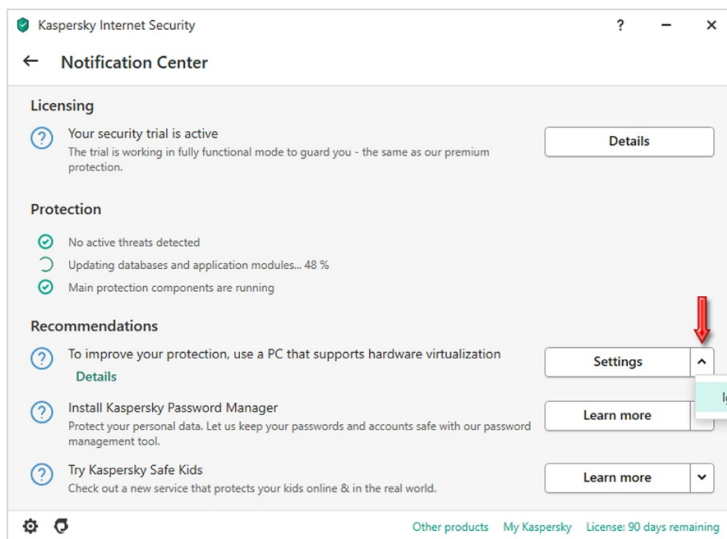 Kaspersky Internet Security
Notification Center
Licensing
Your security trial is active
The trial is working in fully functional mode to guard you - the same as our premium
protection.
Details
Protection
No active threats detected
Updating databases and application modules... 48 %
Main protection components are running
Recommendations
To improve your protection, use a PC that supports hardware virtualization
Details
Settings
Install Kaspersky Password Manager
Protect your personal data. Let us keep your passwords and accounts safe with our password
management tool.
Learn more
Try Kaspersky Safe Kids
Check out a new service that protects your kids online & in the real world.
Learn more
Other products My Kaspersky License: 90 days remaining